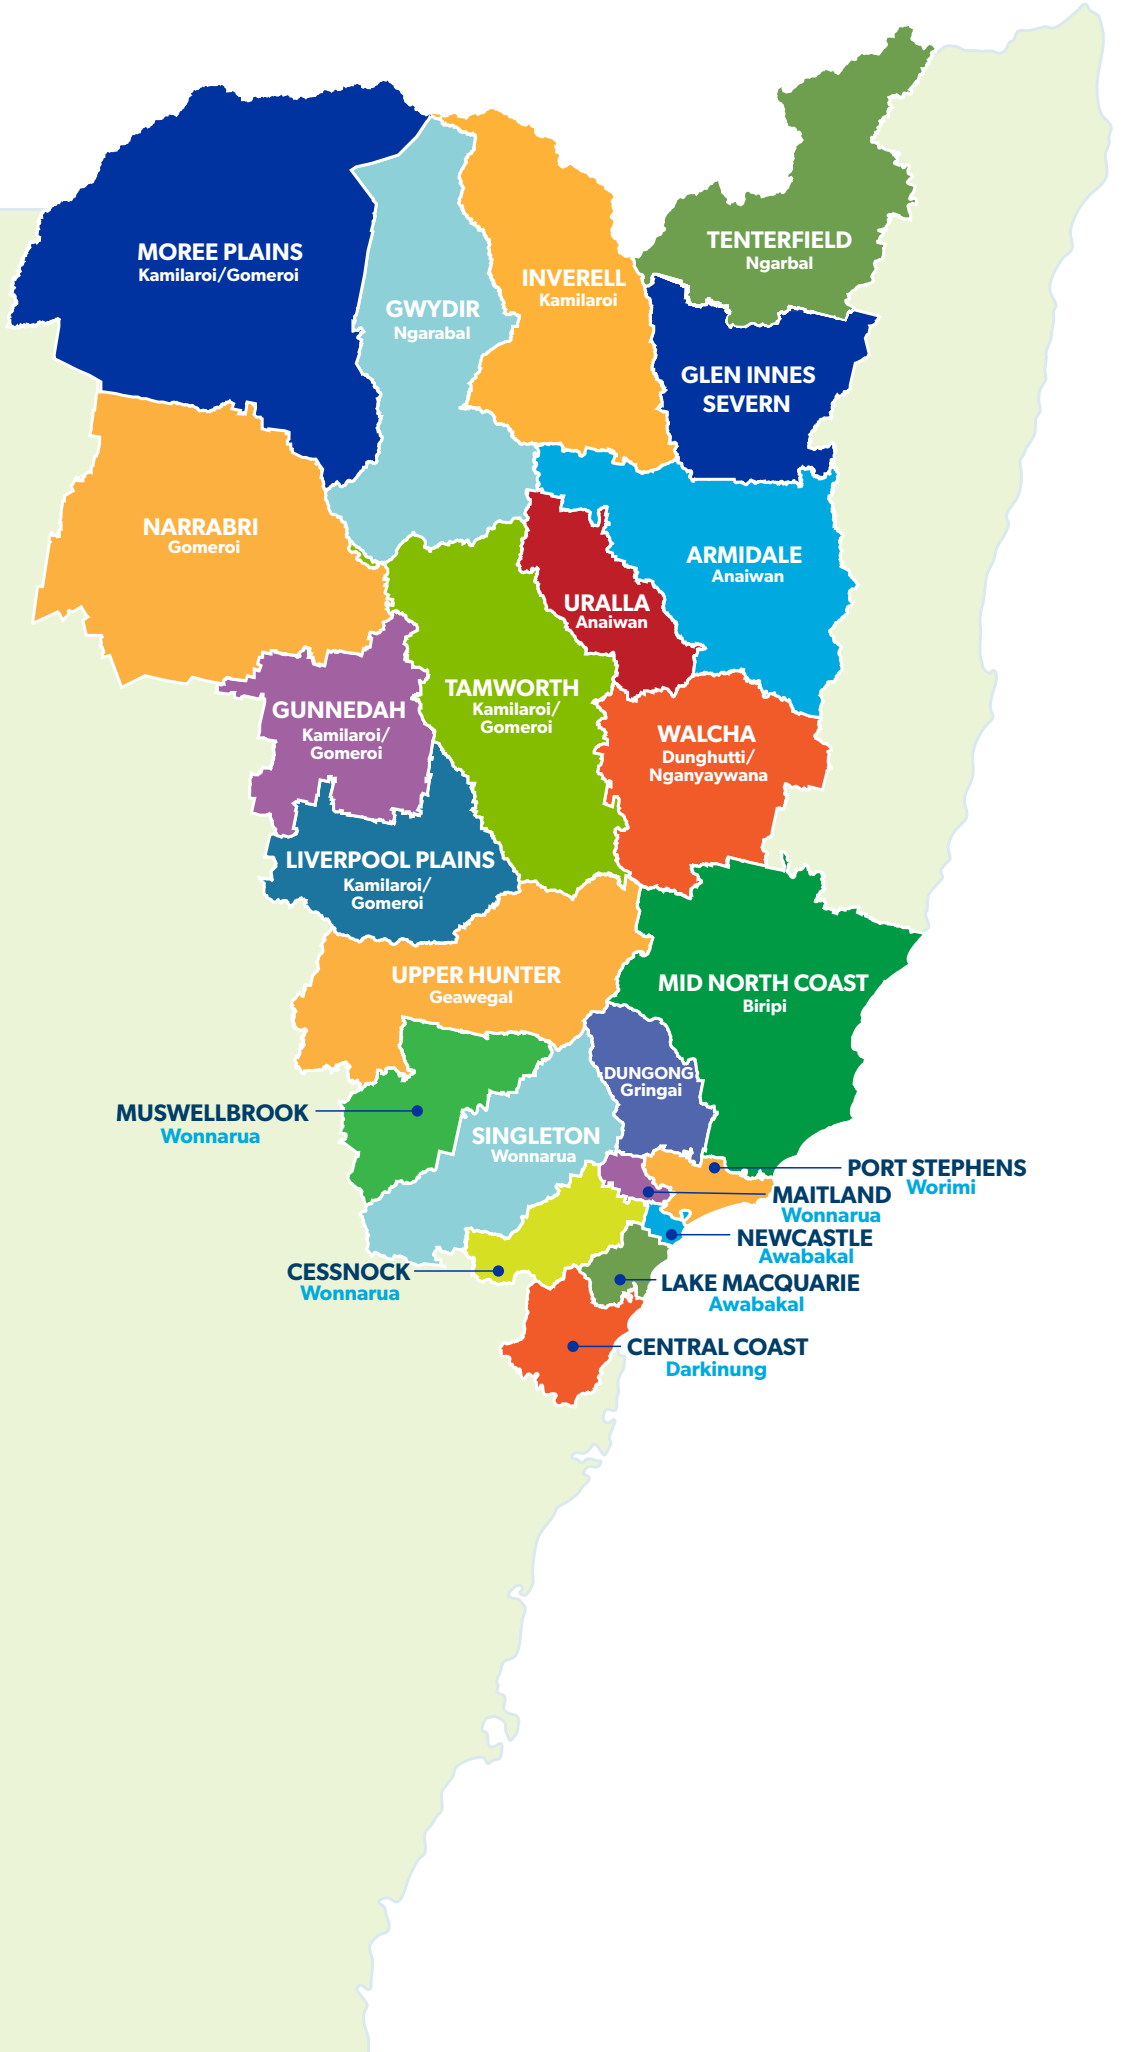 TENTERFIELD
Ngarbal
MOREE PLAINS
Kamilaroi/Gomeroi
INVERELL
Kamilaroi
GWYDIR
Ngarabal
GLEN INNES
SEVERN
NARRABRI
Gomeroi
ARMIDALE
Anaiwan
URALLA
Anaiwan
TAMWORTH
Kamilaroi/
Gomeroi
GUNNEDAH
Kamilaroi/
Gomeroi
WALCHA
Dunghutti/
Nganyaywana
LIVERPOOL PLAINS
Kamilaroi/
Gomeroi
UPPER HUNTER
Geawegal
MID NORTH COAST
Biripi
DUNGONG
Gringai
MUSWELLBROOK
Wonnarua
SINGLETON
Wonnarua
PORT STEPHENS
Worimi
MAITLAND
Wonnarua
NEWCASTLE
Awabakal
CESSNOCK
Wonnarua
LAKE MACQUARIE
Awabakal
CENTRAL COAST
Darkinung